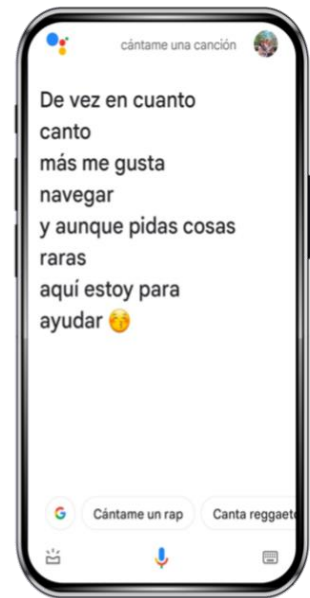 cántame una canción
De vez en cuanto
canto
más me gusta
navegar
y aunque pidas cosas
raras
aquí estoy para
ayudar 😚
G
Cántame un rap
Canta reggaet